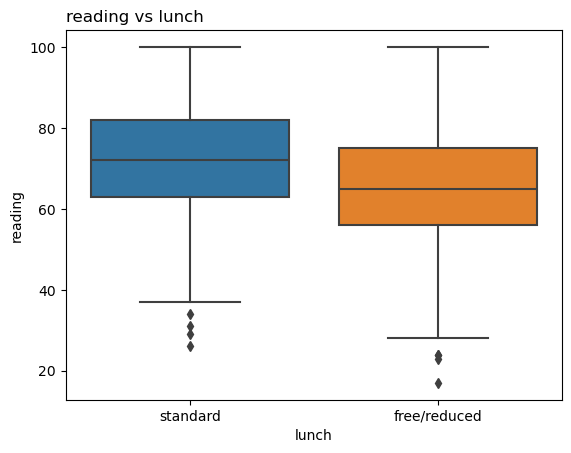 reading vs lunch
100
80
60
40
20
reading
standard
free/reduced
lunch